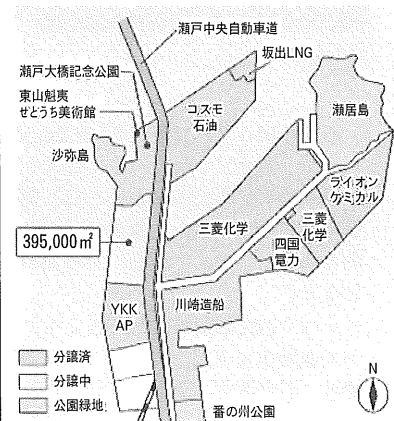 瀬戸中央自動車道
坂出LNG
瀬戸大橋記念公園
東山魁夷
せとうち美術館
コスモ
石油
瀬居島
沙弥島
ライオン
ケミカル
三菱化学
三菱
化学
四国
電力
395,000㎡
川崎造船
YKK
AP
分譲済
分譲中
公園緑地
番の州公園
N